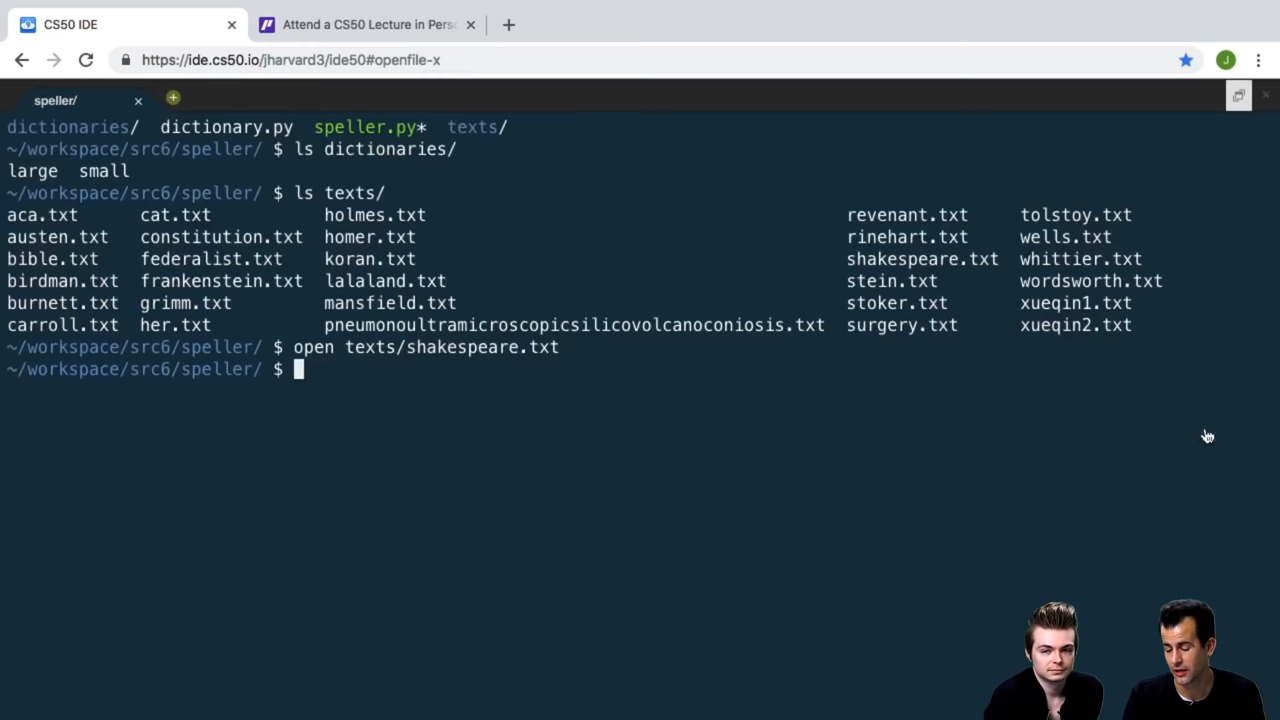 CS50 IDE
Attend a CS50 Lecture in Pers
https://ide.cs50.io/jharvard3/ide50#openfile-x
J
speller/
dictionaries/ dictionary.py speller.py* texts/
~/workspace/src6/speller/ $ ls dictionaries/
large small
~/workspace/src6/speller/ $ ls texts/
aca.txt cat.txt holmes.txt revenant.txt tolstoy.txt
austen.txt constitution.txt homer.txt rinehart.txt wells.txt
bible.txt federalist.txt koran.txt shakespeare.txt whittier.txt
birdman.txt frankenstein.txt lalaland.txt stein.txt wordsworth.txt
burnett.txt grimm.txt mansfield.txt stoker.txt xueqin1.txt
carroll.txt her.txt pneumonoultramicroscopicsilicovolcanoconiosis.txt surgery.txt xueqin2.txt
~/workspace/src6/speller/ $ open texts/shakespeare.txt
~/workspace/src6/speller/ $